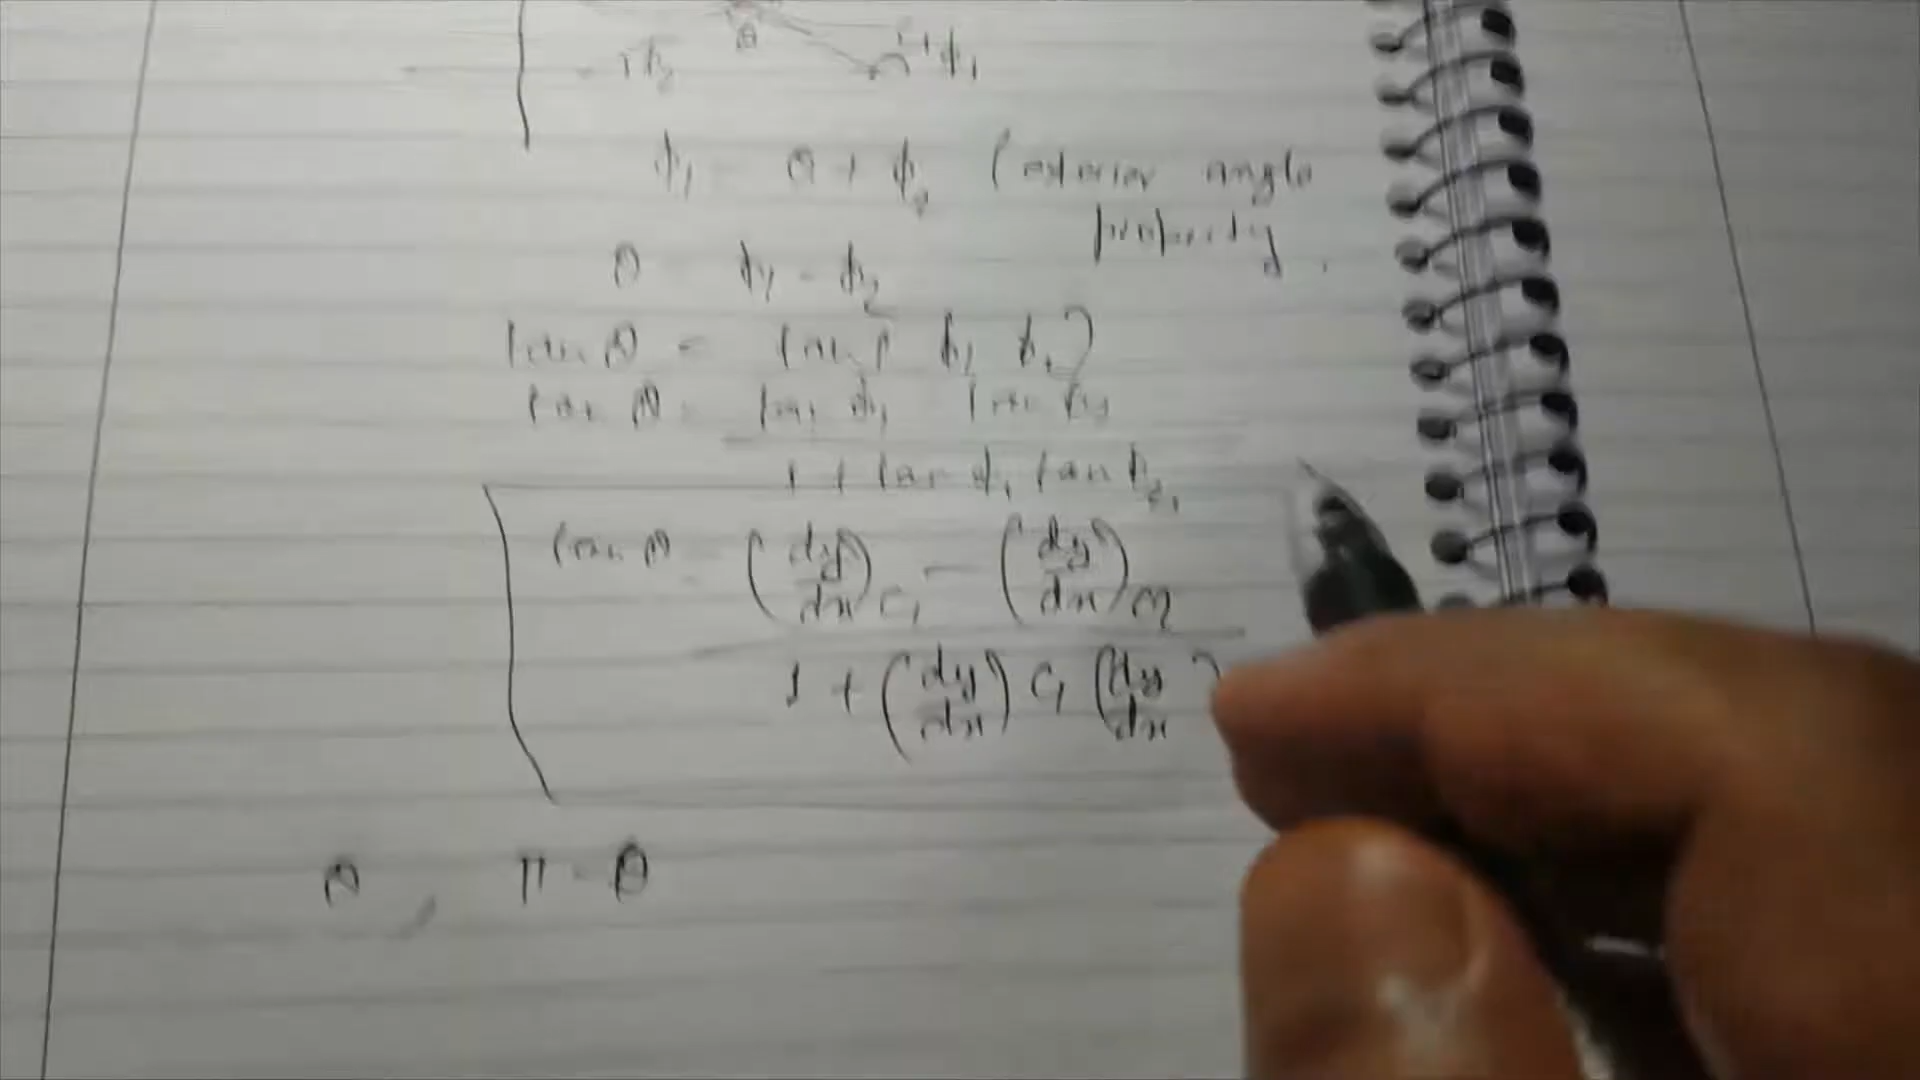 θ
ϕ₂ ϕ₁
ϕ₁ = θ + ϕ₂ (exterior angle
property
θ = ϕ₁ - ϕ₂
tan θ = tan ( ϕ₁ ϕ₂ )
tan θ = tan ϕ₁ tan ϕ₂
1 + tan ϕ₁ tan ϕ₂
tan θ = (dy/dx) C₁ − (dy/dx) C₂
1 + (dy/dx) C₁ (dy/dx)
θ , π - θ